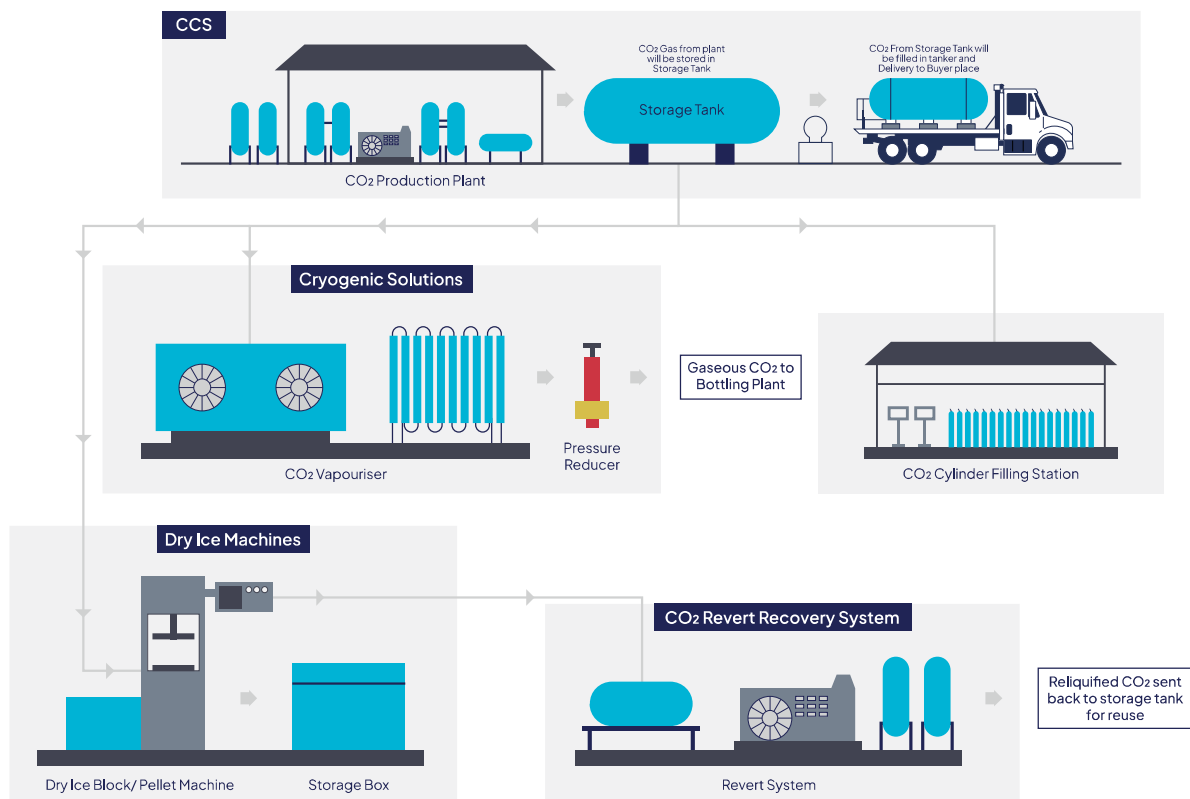 CCS
CO2 Gas from plant
will be stored in
Storage Tank
CO2 From Storage Tank will
be filled in tanker and
Delivery to Buyer place
Storage Tank
CO2 Production Plant
Cryogenic Solutions
Gaseous CO2 to
Bottling Plant
Pressure
Reducer
CO2 Vapouriser
CO2 Cylinder Filling Station
Dry Ice Machines
CO2 Revert Recovery System
Reliquified CO2 sent
back to storage tank
for reuse
Dry Ice Block/ Pellet Machine
Storage Box
Revert System